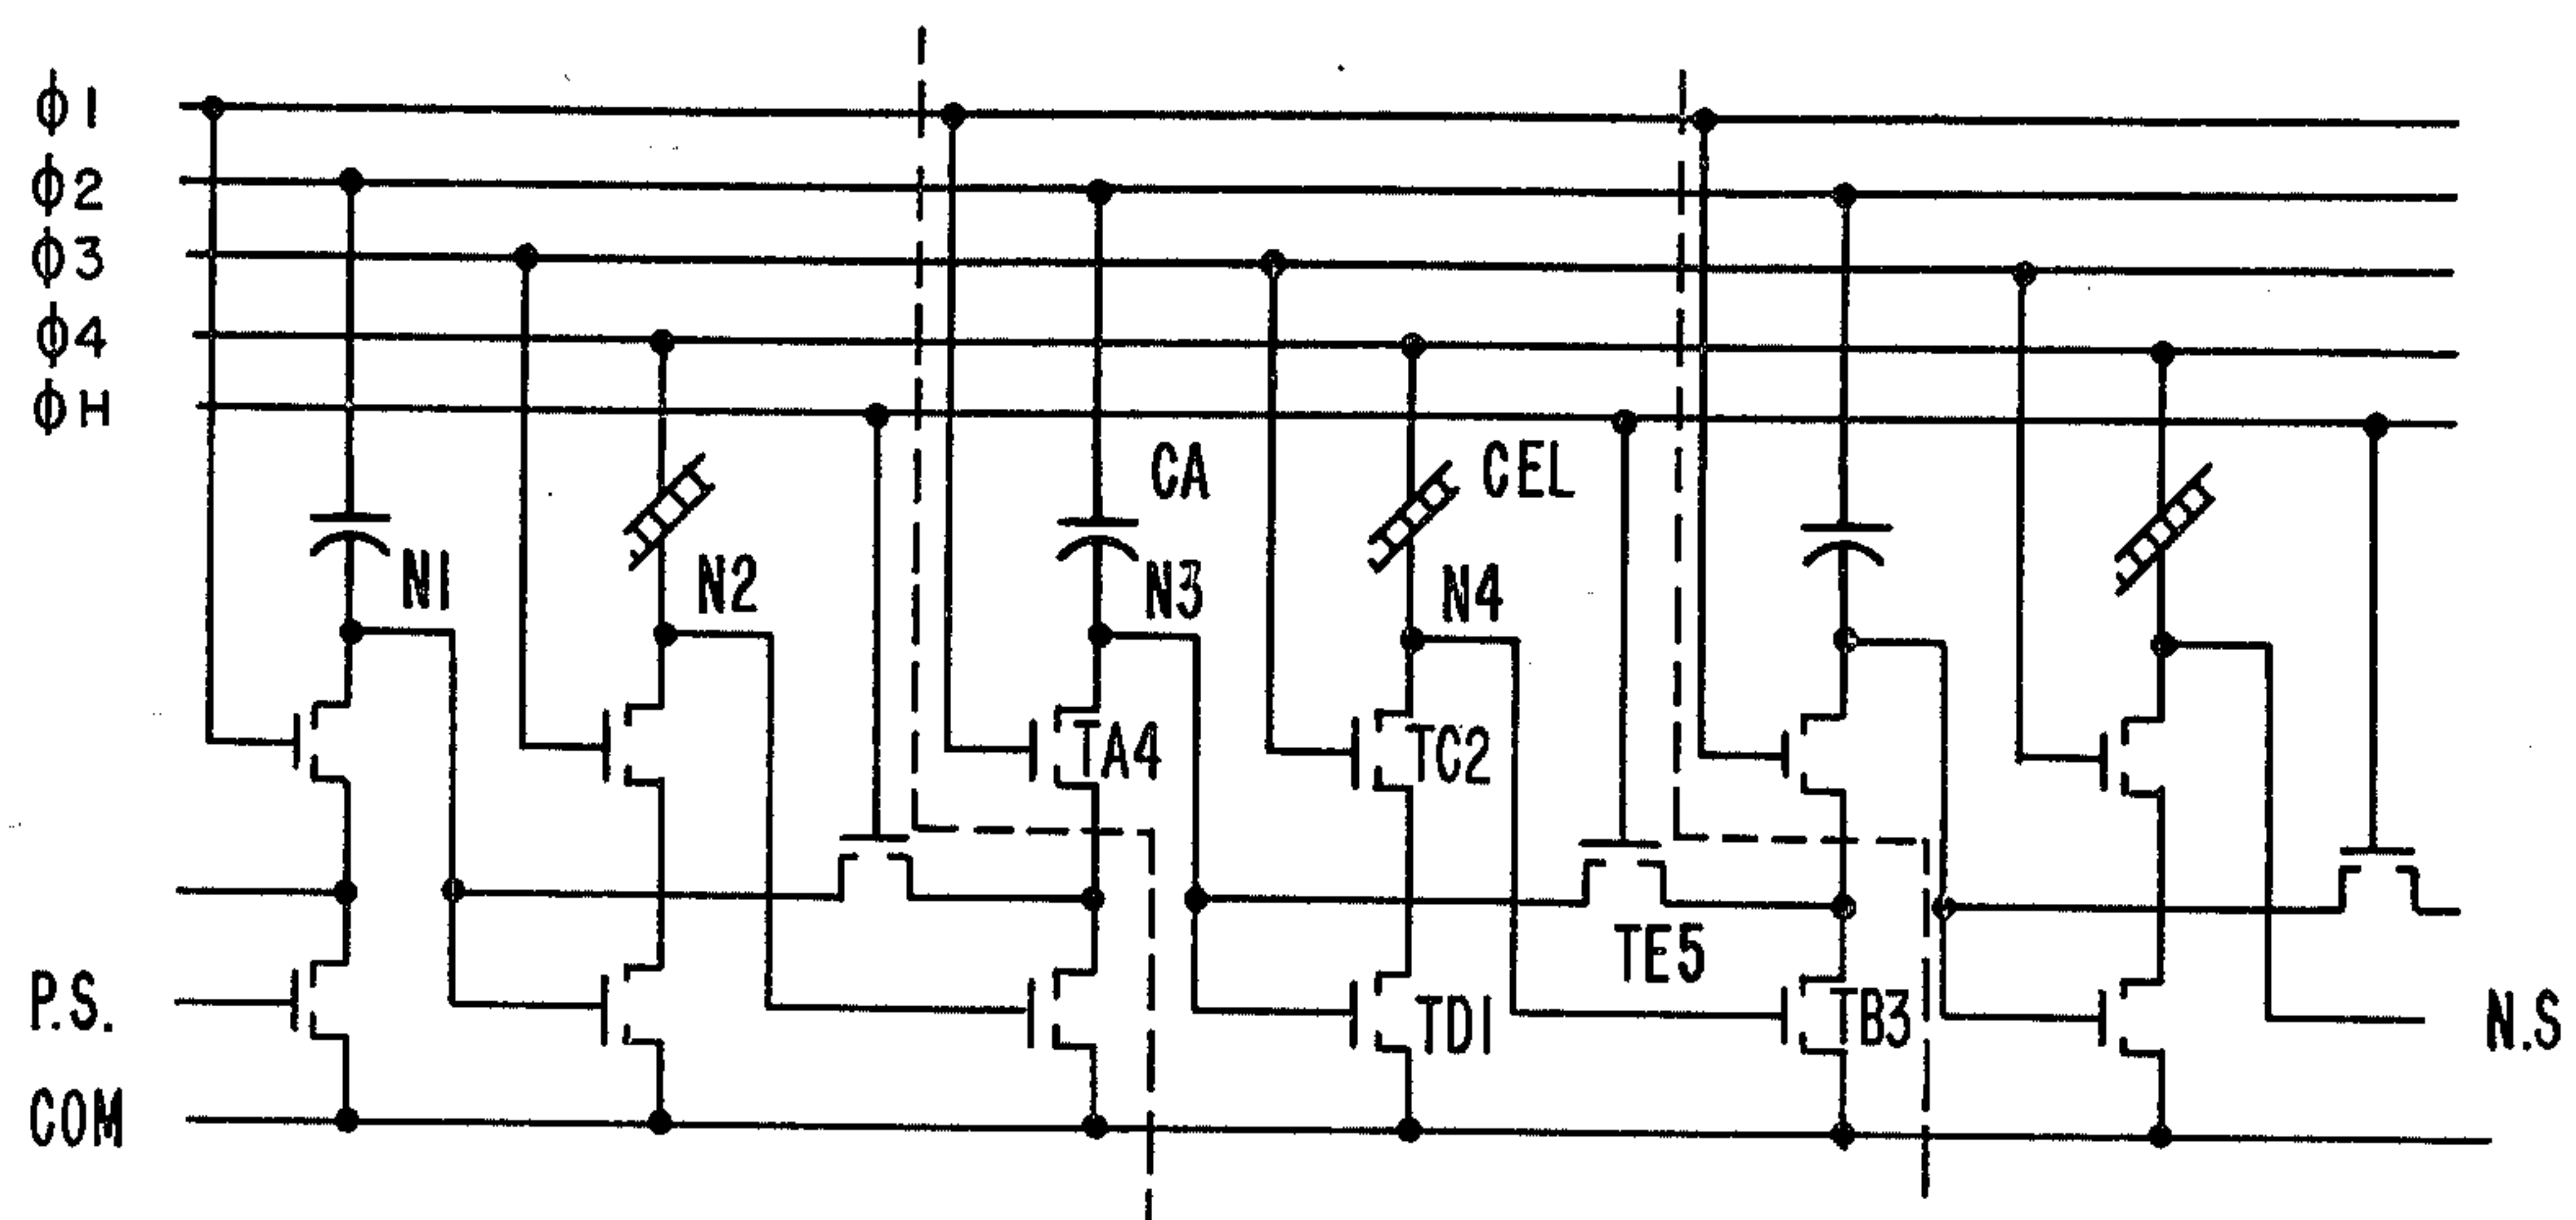 ϕ1
ϕ2
ϕ3
ϕ4
ϕH
CA
CEL
N1
N2
N3
N4
TA4
TC2
TE5
P.S.
TD1
TB3
N.S
COM